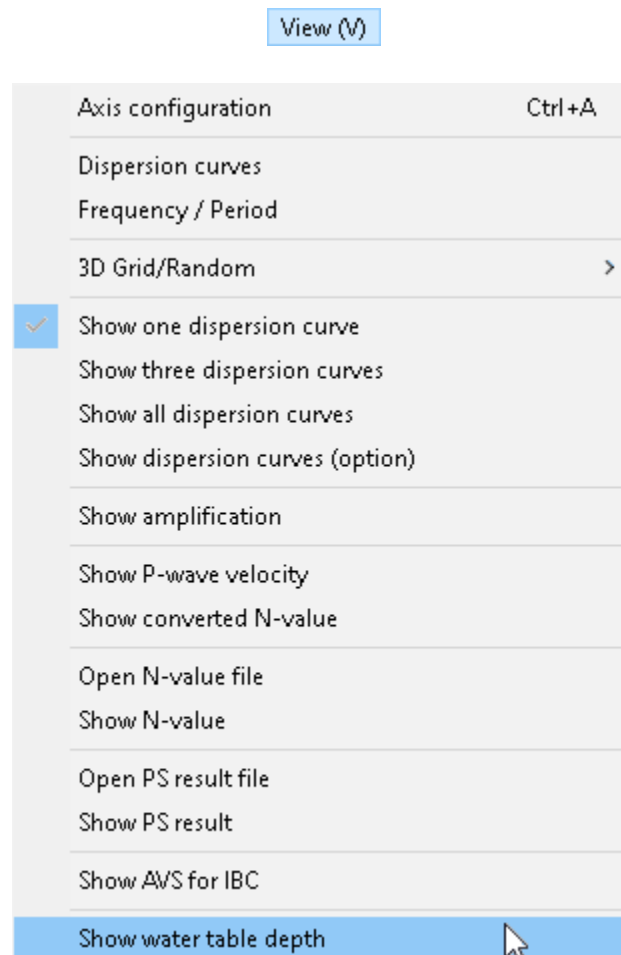 View (V)
Axis configuration Ctrl+A
Dispersion curves
Frequency / Period
3D Grid/Random
Show one dispersion curve
Show three dispersion curves
Show all dispersion curves
Show dispersion curves (option)
Show amplification
Show P-wave velocity
Show converted N-value
Open N-value file
Show N-value
Open PS result file
Show PS result
Show AVS for IBC
Show water table depth